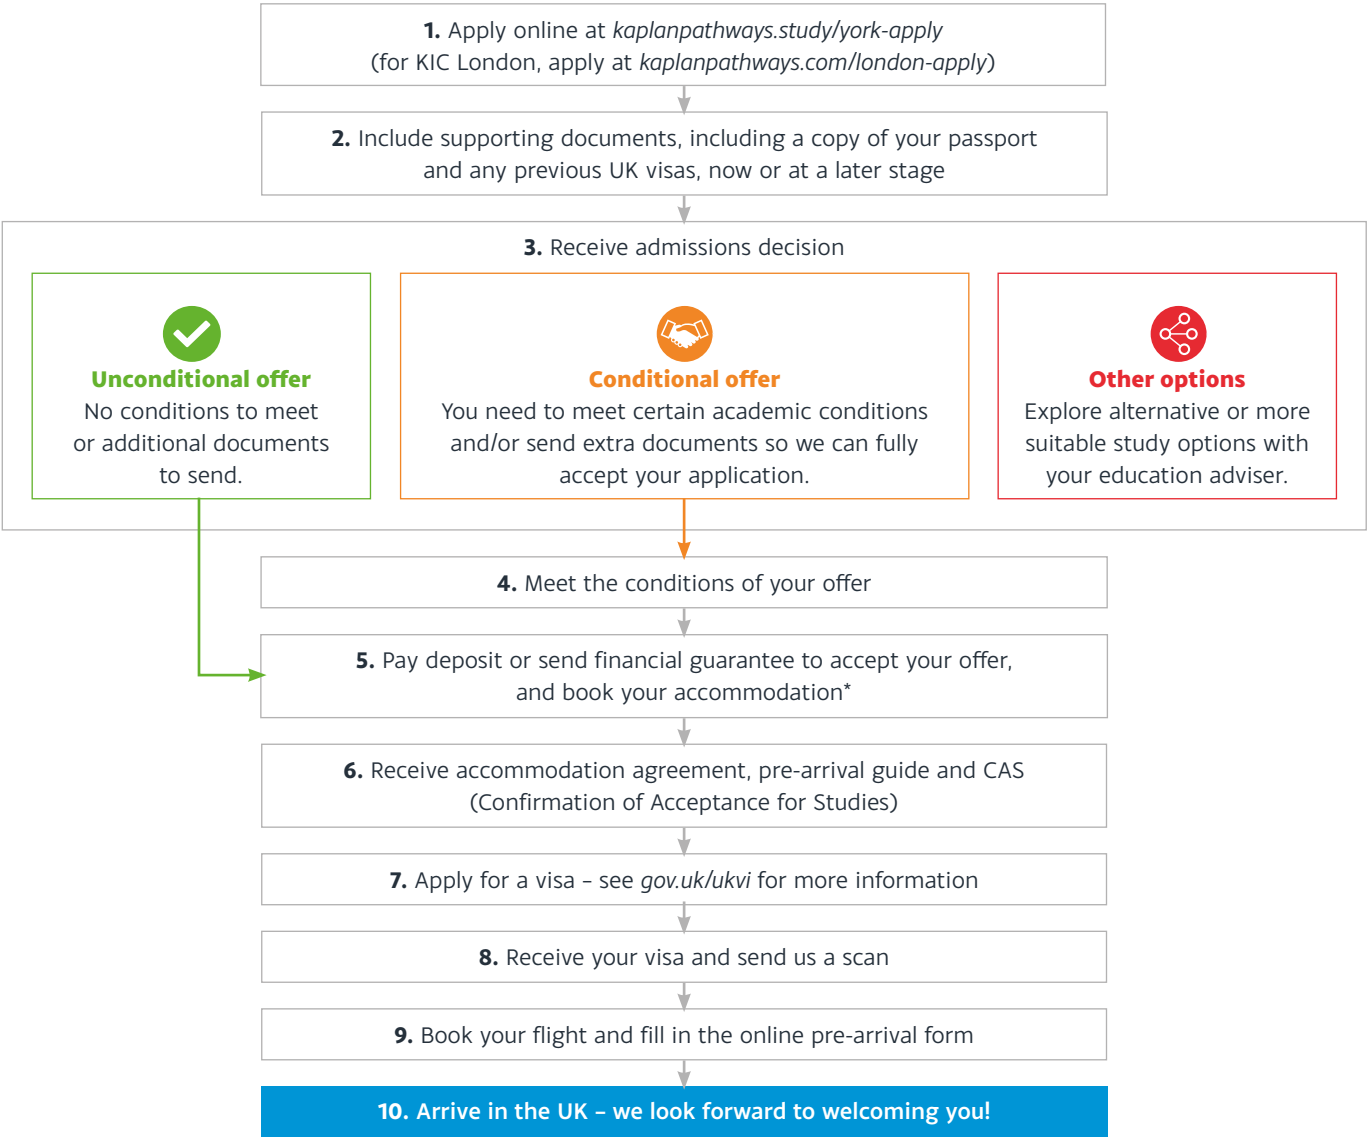 1. Apply online at kaplanpathways.study/york-apply
(for KIC London, apply at kaplanpathways.com/london-apply)
2. Include supporting documents, including a copy of your passport
and any previous UK visas, now or at a later stage
3. Receive admissions decision
Unconditional offer
No conditions to meet
or additional documents
to send.
Conditional offer
You need to meet certain academic conditions
and/or send extra documents so we can fully
accept your application.
Other options
Explore alternative or more
suitable study options with
your education adviser.
4. Meet the conditions of your offer
5. Pay deposit or send financial guarantee to accept your offer,
and book your accommodation*
6. Receive accommodation agreement, pre-arrival guide and CAS
(Confirmation of Acceptance for Studies)
7. Apply for a visa – see gov.uk/ukvi for more information
8. Receive your visa and send us a scan
9. Book your flight and fill in the online pre-arrival form
10. Arrive in the UK – we look forward to welcoming you!